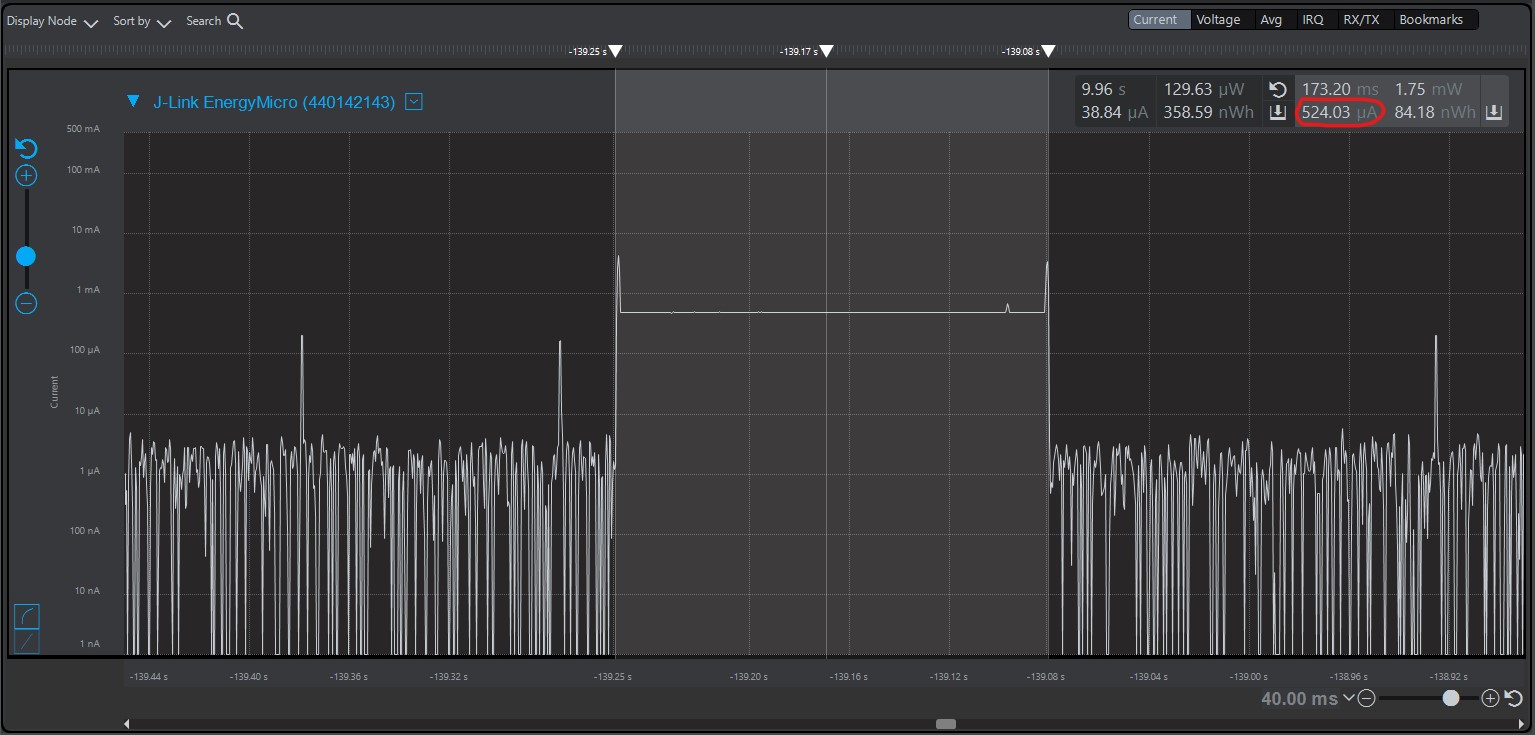 Display Node Sort by Search Current Voltage Avg IRQ RX/TX Bookmarks
-139.25 s -139.17 s -139.08 s
J-Link EnergyMicro (440142143)
9.96 s 129.63 µW 173.20 ms 1.75 mW
38.84 µA 358.59 nWh 524.03 µA 84.18 nWh
500 mA
100 mA
10 mA
1 mA
100 µA
10 µA
1 µA
100 nA
10 nA
1 nA
Current
-139.44 s -139.40 s -139.36 s -139.32 s -139.25 s -139.20 s -139.16 s -139.12 s -139.08 s -139.04 s -139.00 s -138.96 s -138.92 s
40.00 ms